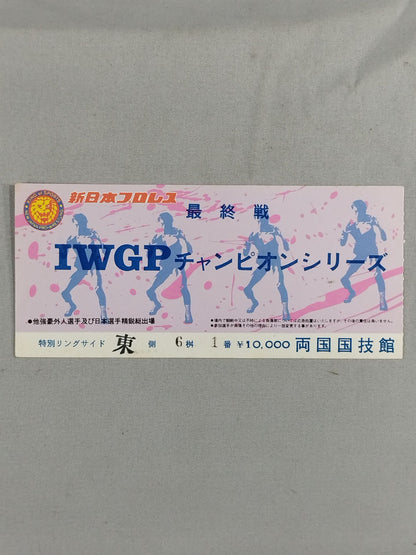 新日本プロレス
最終戦
IWGPチャンピオンシリーズ
●他強豪外人選手及び日本選手精鋭総出場
特別リングサイド 東 側 6 桝 1 番 ¥10,000 両国国技館